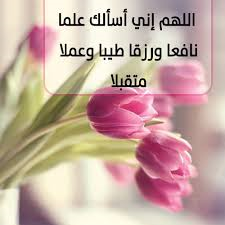 اللهم إني أسألك علما
نافعا ورزقا طيبا وعملا
متقبلا